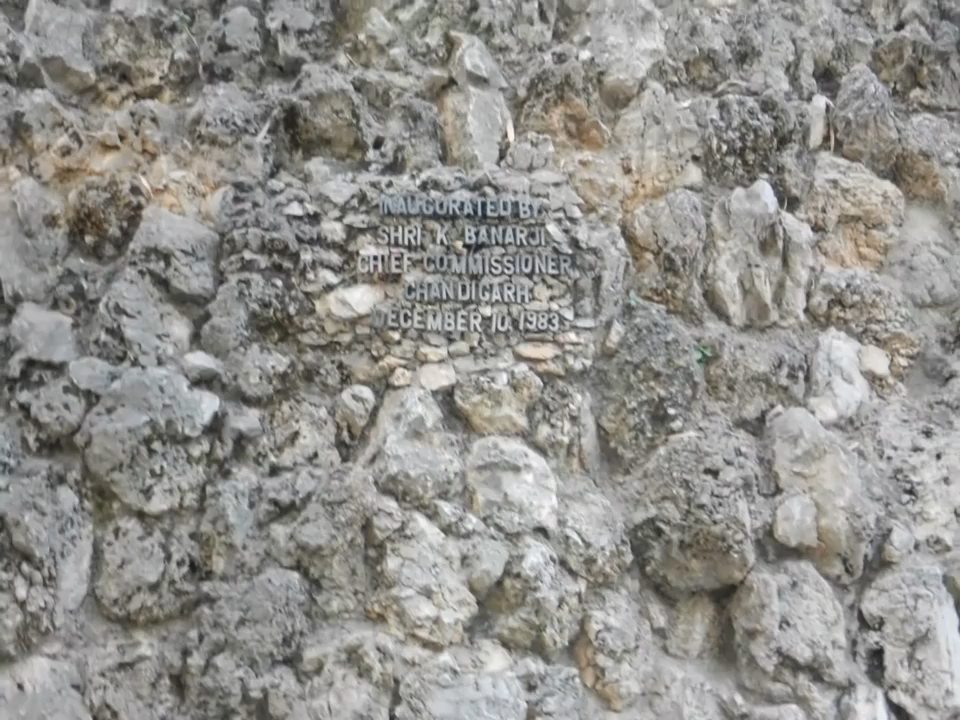 INAUGURATED BY
SHRI K BANARJI
CHIEF COMMISSIONER
CHANDIGARH
DECEMBER 10, 1983